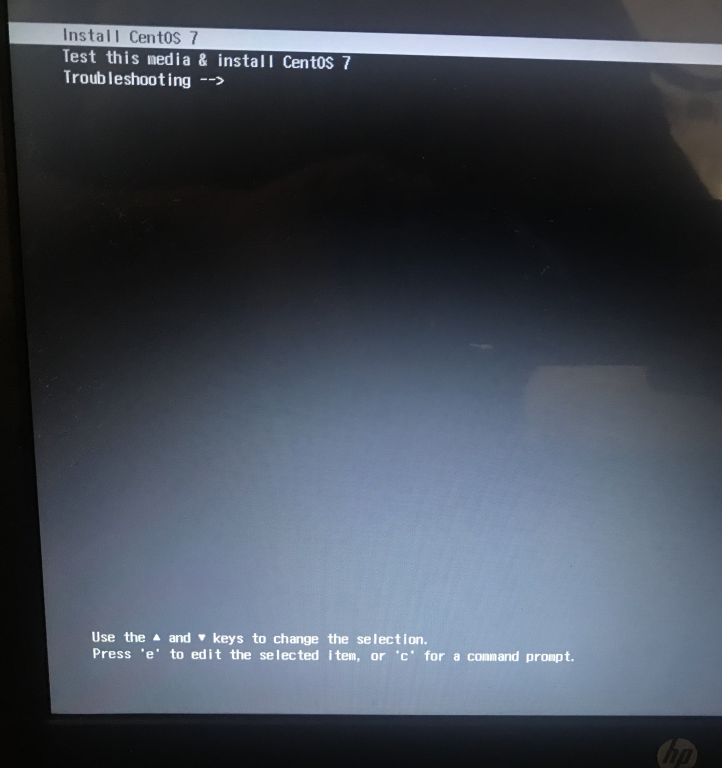 Install CentOS 7
Test this media & install CentOS 7
Troubleshooting -->
Use the ▲ and ▼ keys to change the selection.
Press 'e' to edit the selected item, or 'c' for a command prompt.
hp